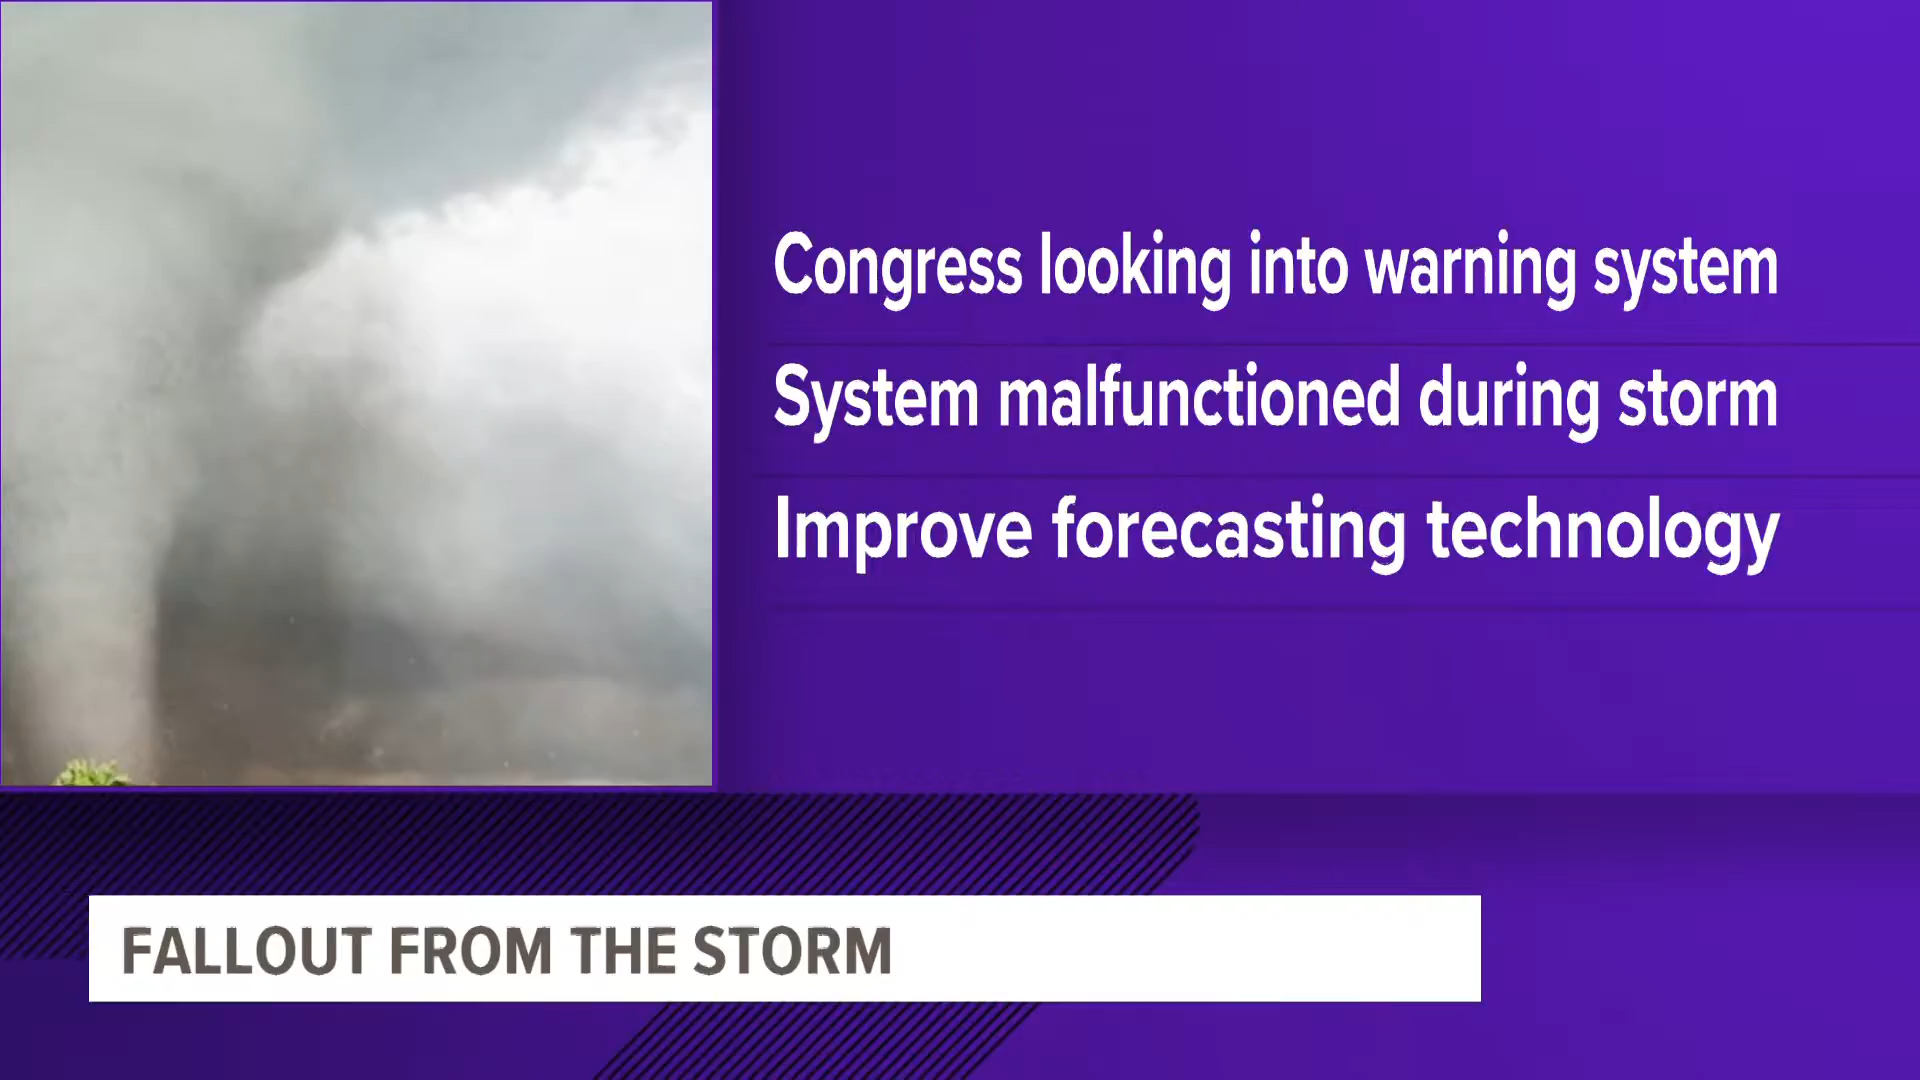 Congress looking into warning system
System malfunctioned during storm
Improve forecasting technology
FALLOUT FROM THE STORM